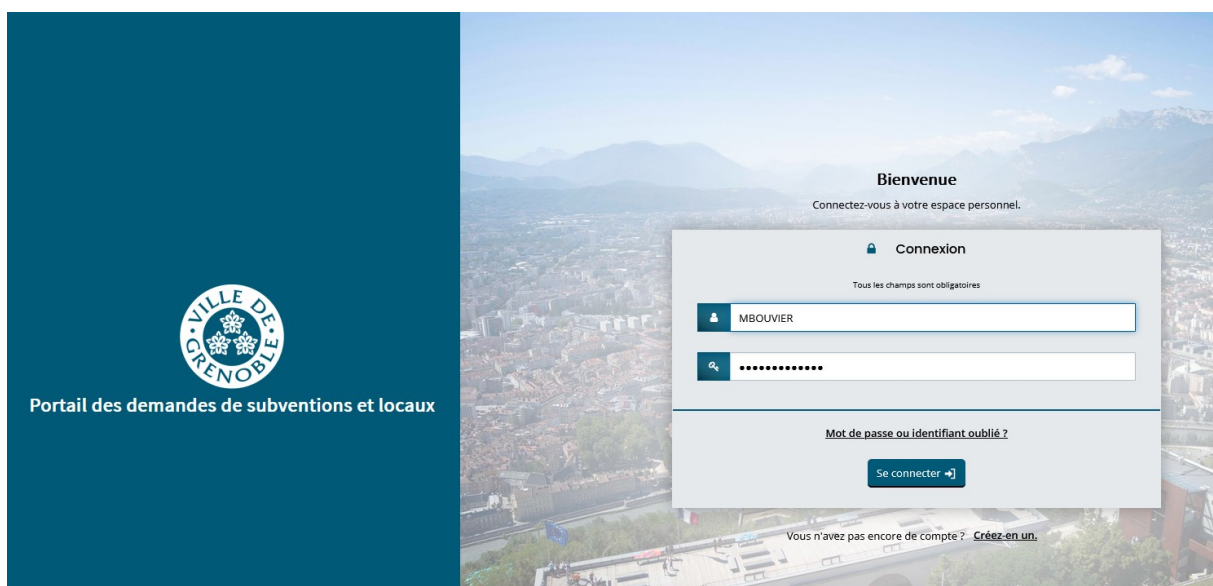 VILLE DE
GRENOBLE
Portail des demandes de subventions et locaux
Bienvenue
Connectez-vous à votre espace personnel.
Connexion
Tous les champs sont obligatoires
MBOUVIER
•••••••••••••
Mot de passe ou identifiant oublié ?
Se connecter
Vous n'avez pas encore de compte ? Créez-en un.